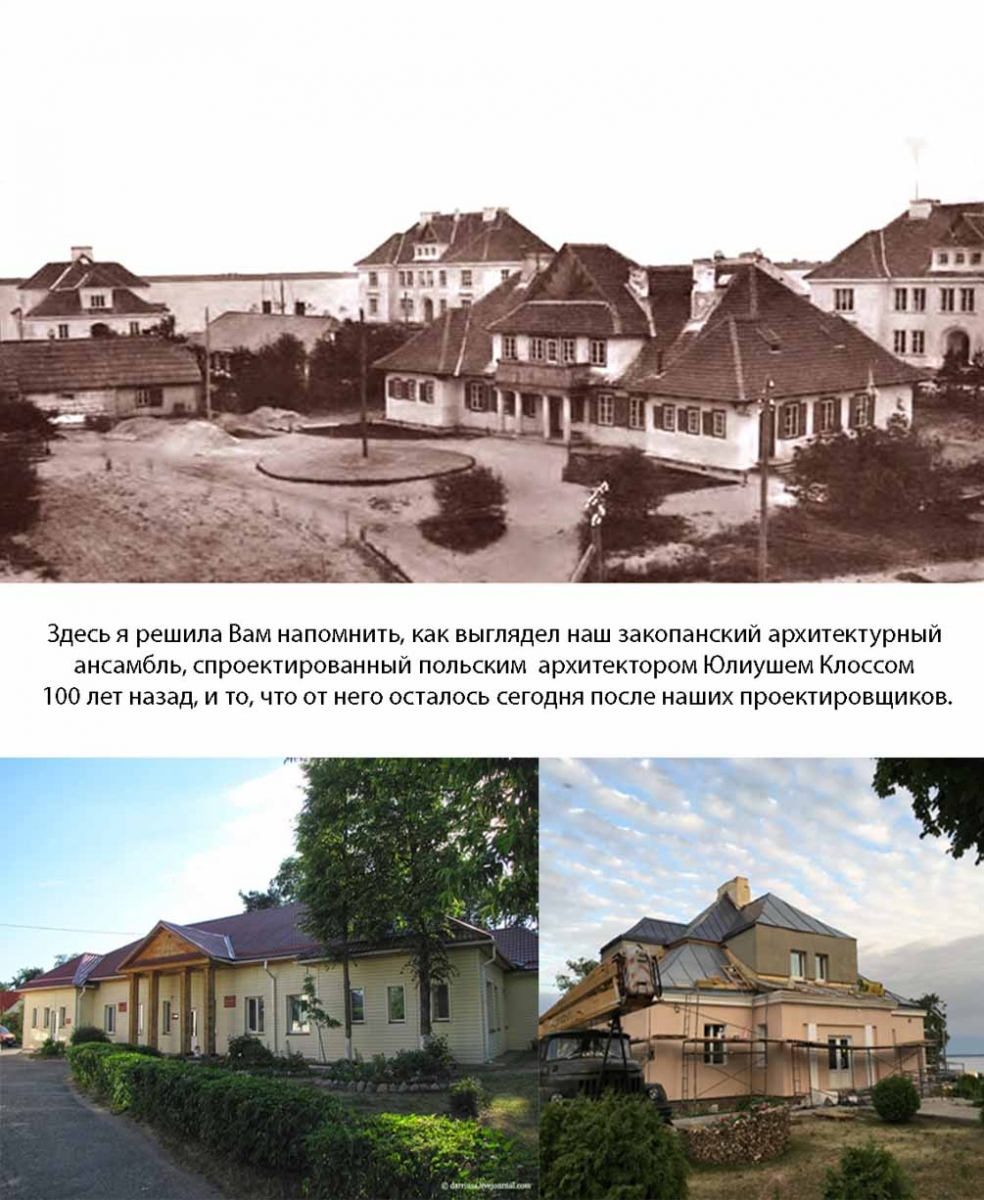 Здесь я решила Вам напомнить, как выглядел наш закопанский архитектурный
ансамбль, спроектированный польским архитектором Юлиушем Клоссом
100 лет назад, и то, что от него осталось сегодня после наших проектировщиков.